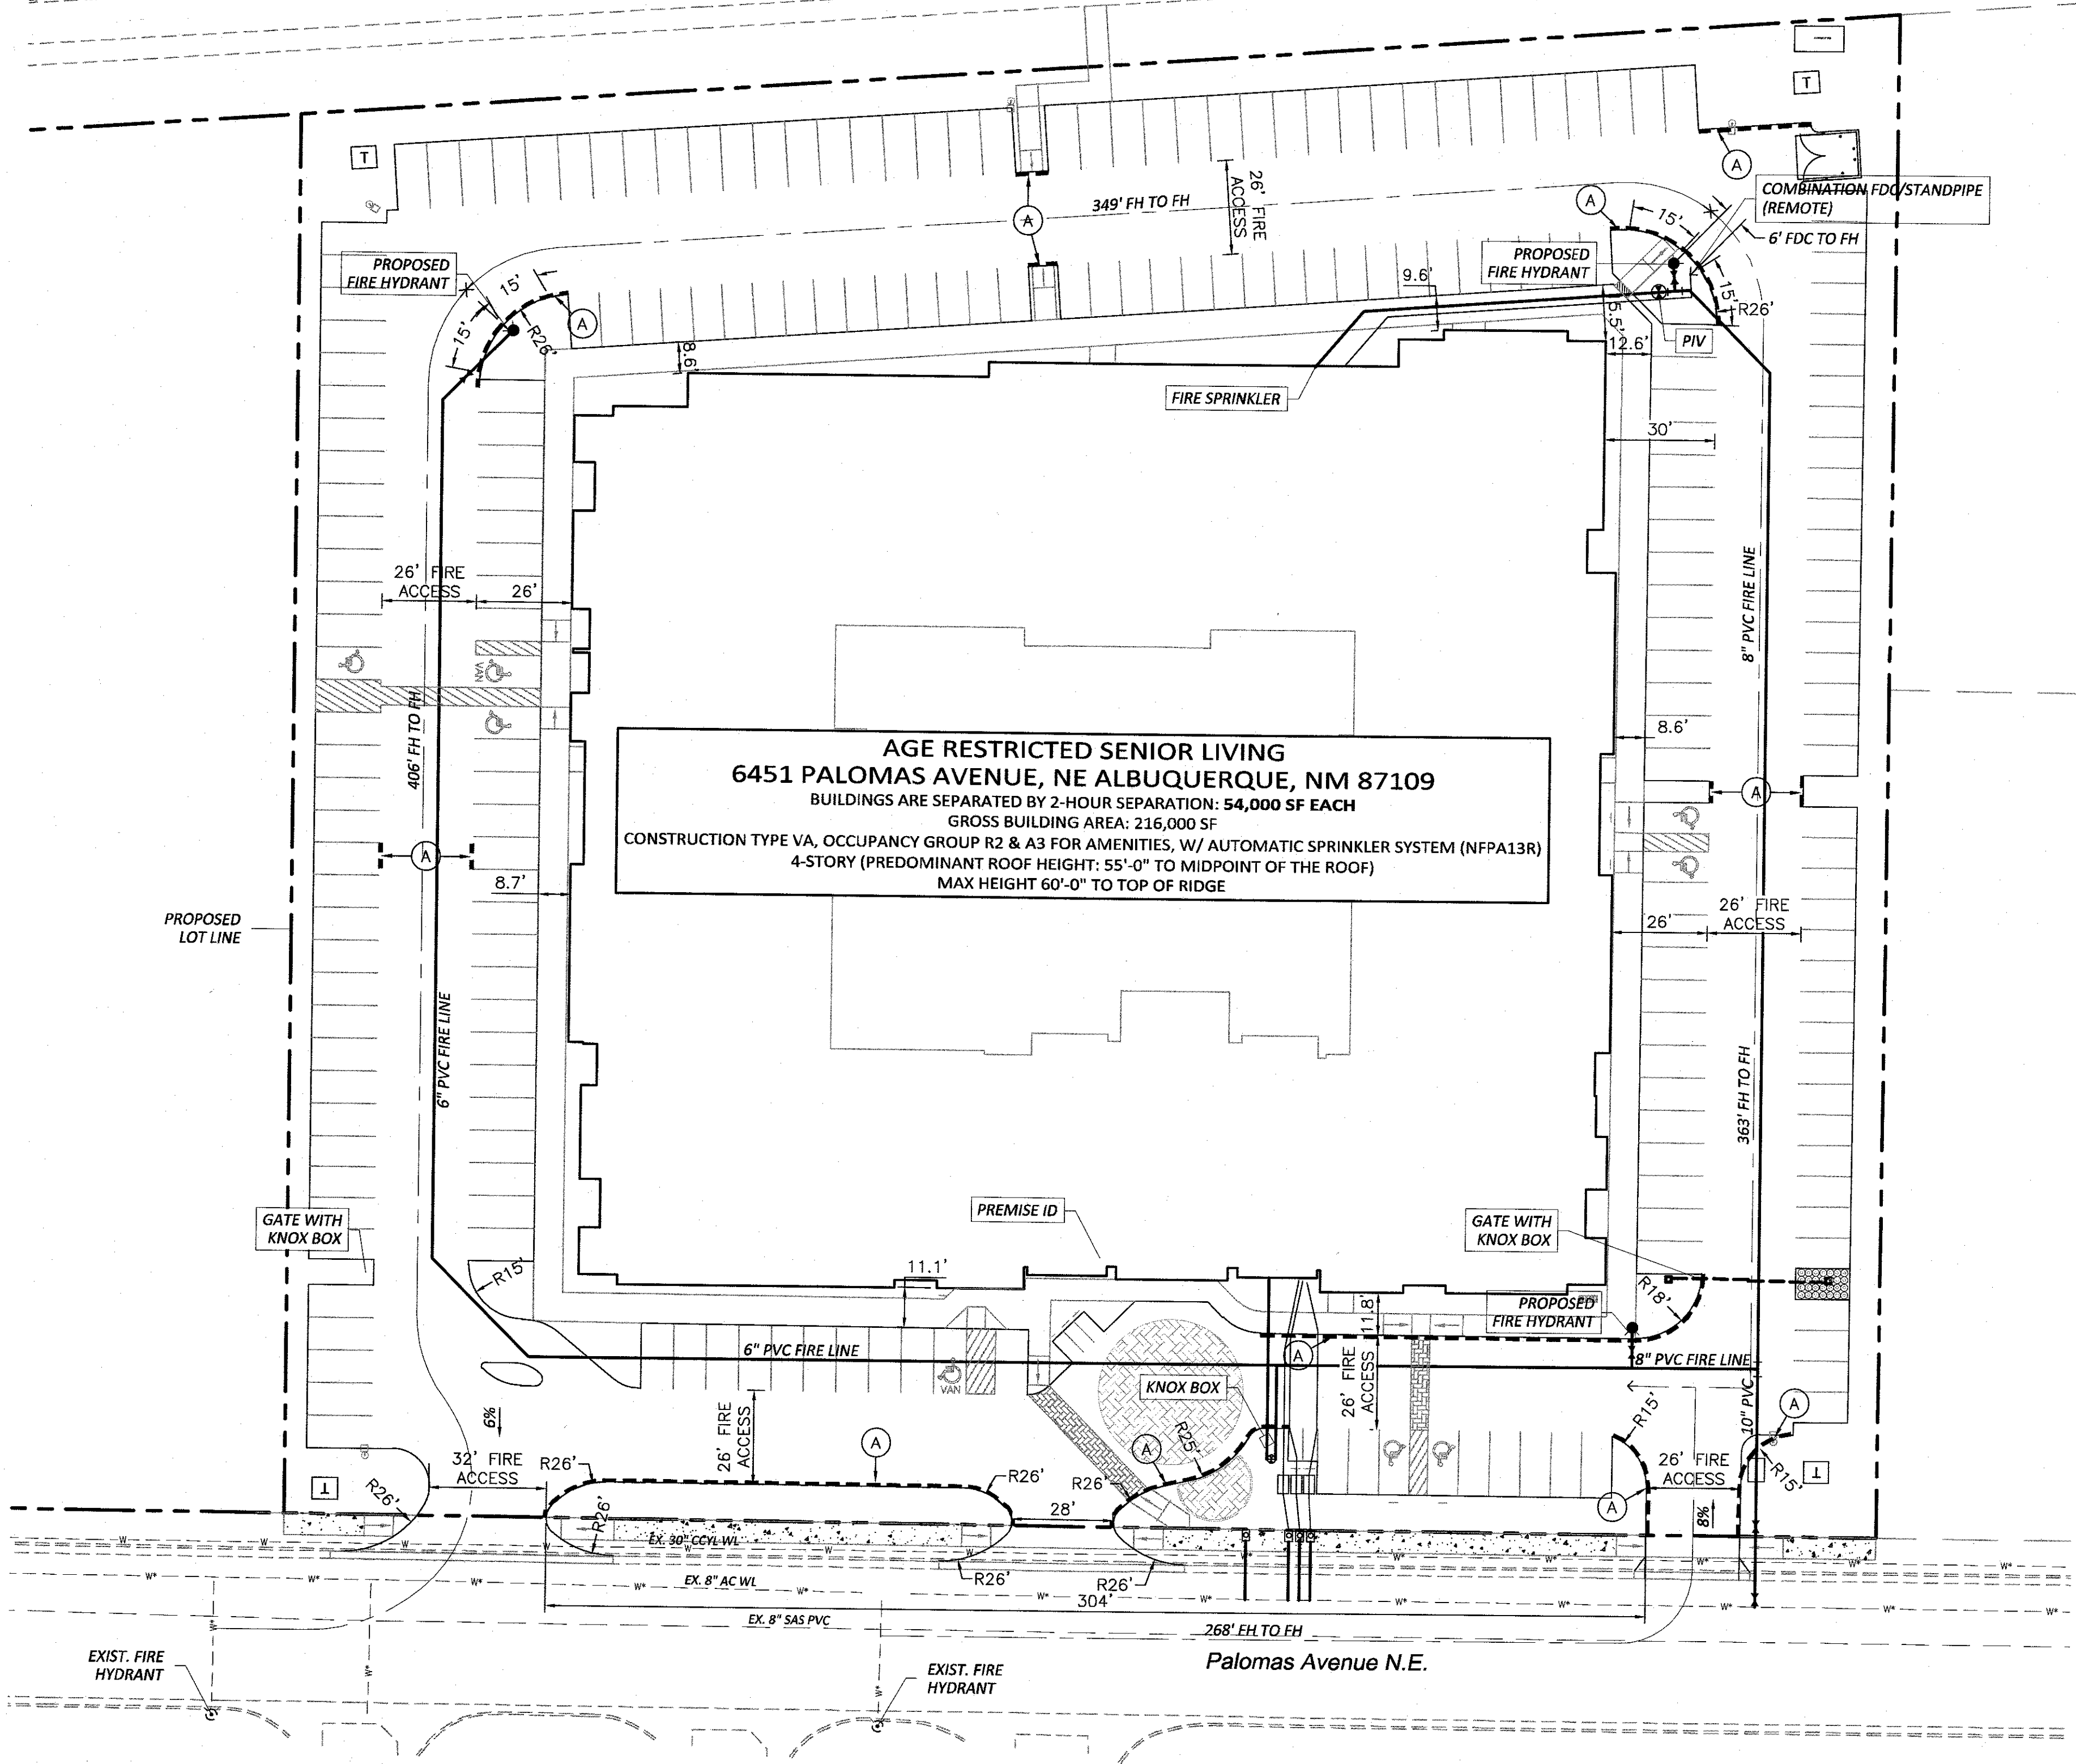 T
T
A
COMBINATION FDC/STANDPIPE
(REMOTE)
6' FDC TO FH
26' FIRE
ACCESS
349' FH TO FH
A
A
15'
PROPOSED
FIRE HYDRANT
15'
R26'
PIV
PROPOSED
FIRE HYDRANT
15'
15'
R26'
A
9.6'
5.5'
12.6'
8.6'
FIRE SPRINKLER
30'
8" PVC FIRE LINE
26' FIRE
ACCESS
26'
VAN
406' FH TO FH
AGE RESTRICTED SENIOR LIVING
6451 PALOMAS AVENUE, NE ALBUQUERQUE, NM 87109
BUILDINGS ARE SEPARATED BY 2-HOUR SEPARATION: 54,000 SF EACH
GROSS BUILDING AREA: 216,000 SF
CONSTRUCTION TYPE VA, OCCUPANCY GROUP R2 & A3 FOR AMENITIES, W/ AUTOMATIC SPRINKLER SYSTEM (NFPA13R)
4-STORY (PREDOMINANT ROOF HEIGHT: 55'-0" TO MIDPOINT OF THE ROOF)
MAX HEIGHT 60'-0" TO TOP OF RIDGE
8.6'
A
A
8.7'
26'
26' FIRE
ACCESS
PROPOSED
LOT LINE
6" PVC FIRE LINE
363' FH TO FH
GATE WITH
KNOX BOX
PREMISE ID
GATE WITH
KNOX BOX
R15'
11.1'
11.8'
PROPOSED
FIRE HYDRANT
R18'
6" PVC FIRE LINE
VAN
KNOX BOX
A
26' FIRE
ACCESS
8" PVC FIRE LINE
10" PVC
A
6%
32' FIRE
ACCESS
R26'
26' FIRE
ACCESS
A
R26'
A
R25'
R26'
R15'
26' FIRE
ACCESS
R15'
T
T
R26'
R26'
28'
A
8%
EX. 30" CCYL WL
EX. 8" AC WL
R26'
R26'
304'
EX. 8" SAS PVC
268' FH TO FH
Palomas Avenue N.E.
EXIST. FIRE
HYDRANT
EXIST. FIRE
HYDRANT